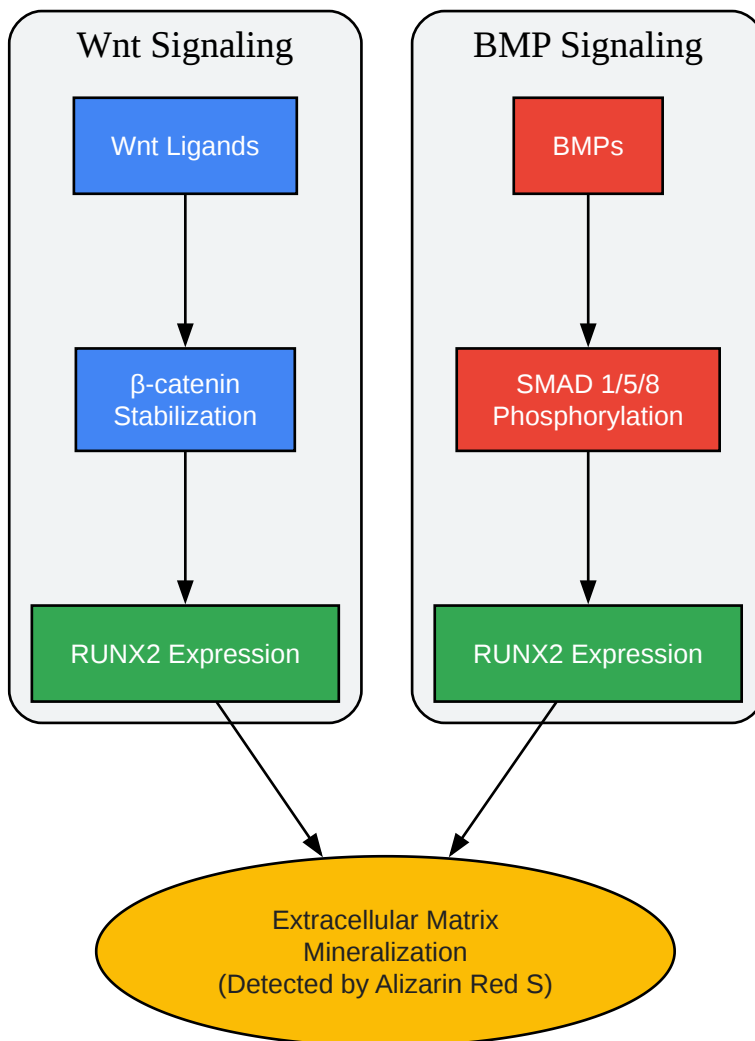 Wnt Signaling
Wnt Ligands
β-catenin
Stabilization
RUNX2 Expression
BMP Signaling
BMPs
SMAD 1/5/8
Phosphorylation
RUNX2 Expression
Extracellular Matrix
Mineralization
(Detected by Alizarin Red S)